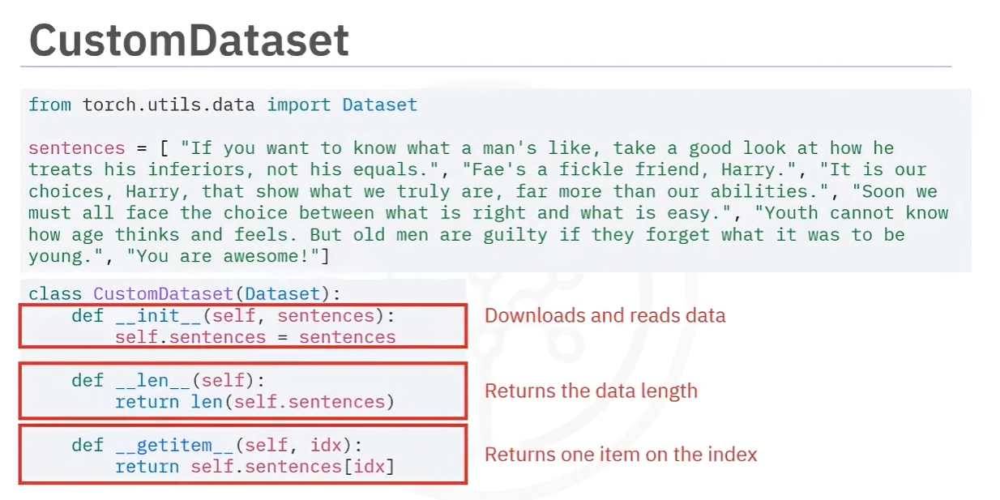 CustomDataset
from torch.utils.data import Dataset
sentences = [ "If you want to know what a man's like, take a good look at how he
treats his inferiors, not his equals.", "Fae's a fickle friend, Harry.", "It is our
choices, Harry, that show what we truly are, far more than our abilities.", "Soon we
must all face the choice between what is right and what is easy.", "Youth cannot know
how age thinks and feels. But old men are guilty if they forget what it was to be
young.", "You are awesome!"]
class CustomDataset(Dataset):
    def __init__(self, sentences):
        self.sentences = sentences
Downloads and reads data
    def __len__(self):
        return len(self.sentences)
Returns the data length
    def __getitem__(self, idx):
        return self.sentences[idx]
Returns one item on the index